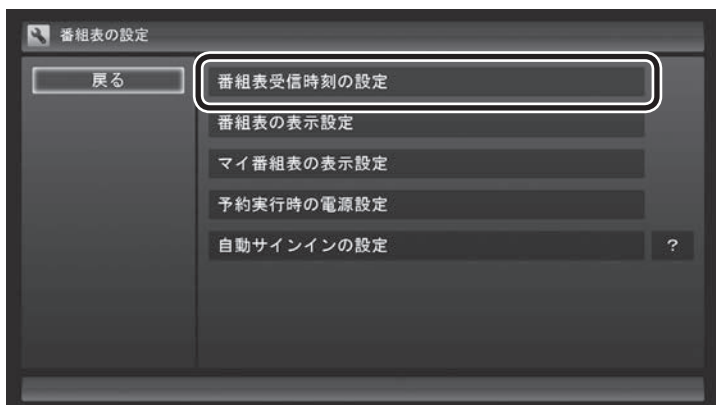 番組表の設定
戻る
番組表受信時刻の設定
番組表の表示設定
マイ番組表の表示設定
予約実行時の電源設定
自動サインインの設定
?